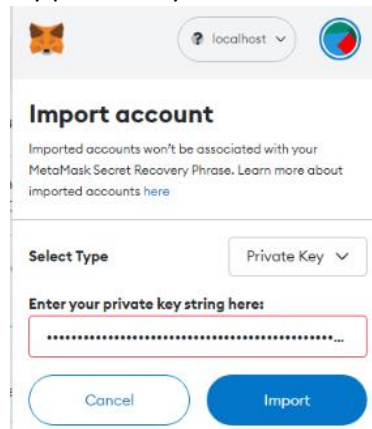 localhost
Import account
Imported accounts won't be associated with your
MetaMask Secret Recovery Phrase. Learn more about
imported accounts here
Select Type
Private Key
Enter your private key string here:
••••••••••••••••••••••••••••••••••••••••••••••••...
Cancel
Import